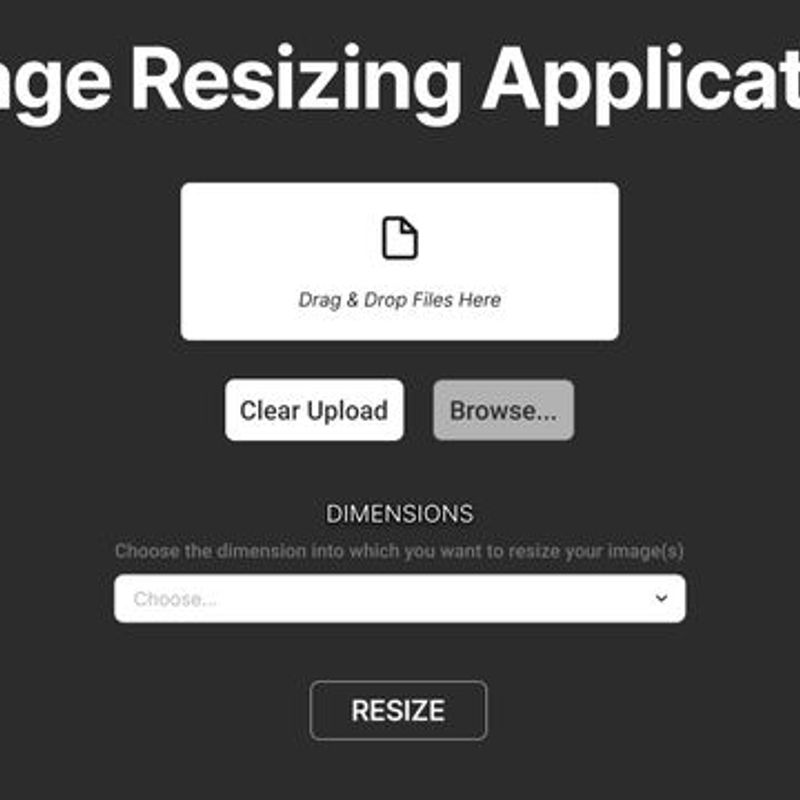 age Resizing Applicat
Drag & Drop Files Here
Clear Upload
Browse...
DIMENSIONS
Choose the dimension into which you want to resize your image(s)
Choose...
RESIZE